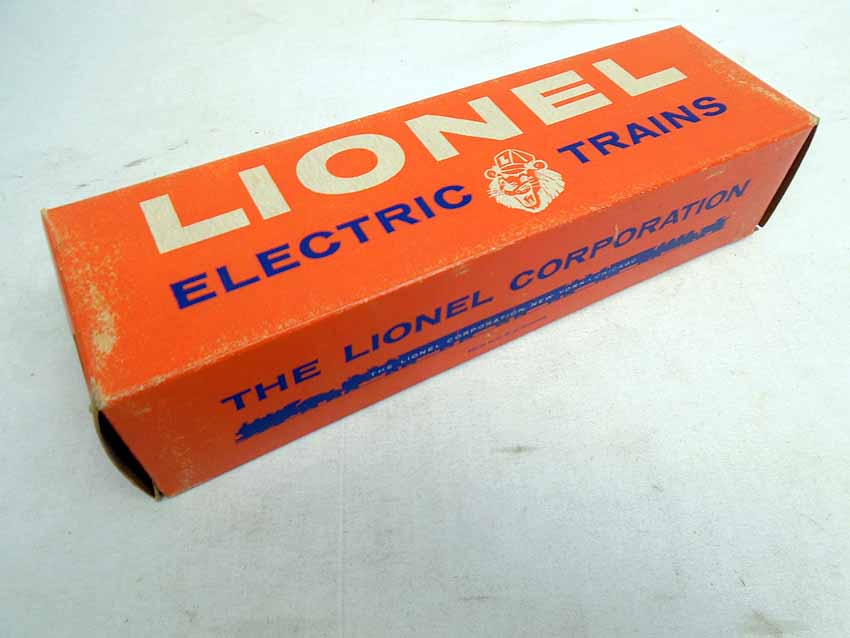 LIONEL
ELECTRIC TRAINS
L
THE LIONEL CORPORATION
THE LIONEL CORPORATION NEW YORK • CHICAGO